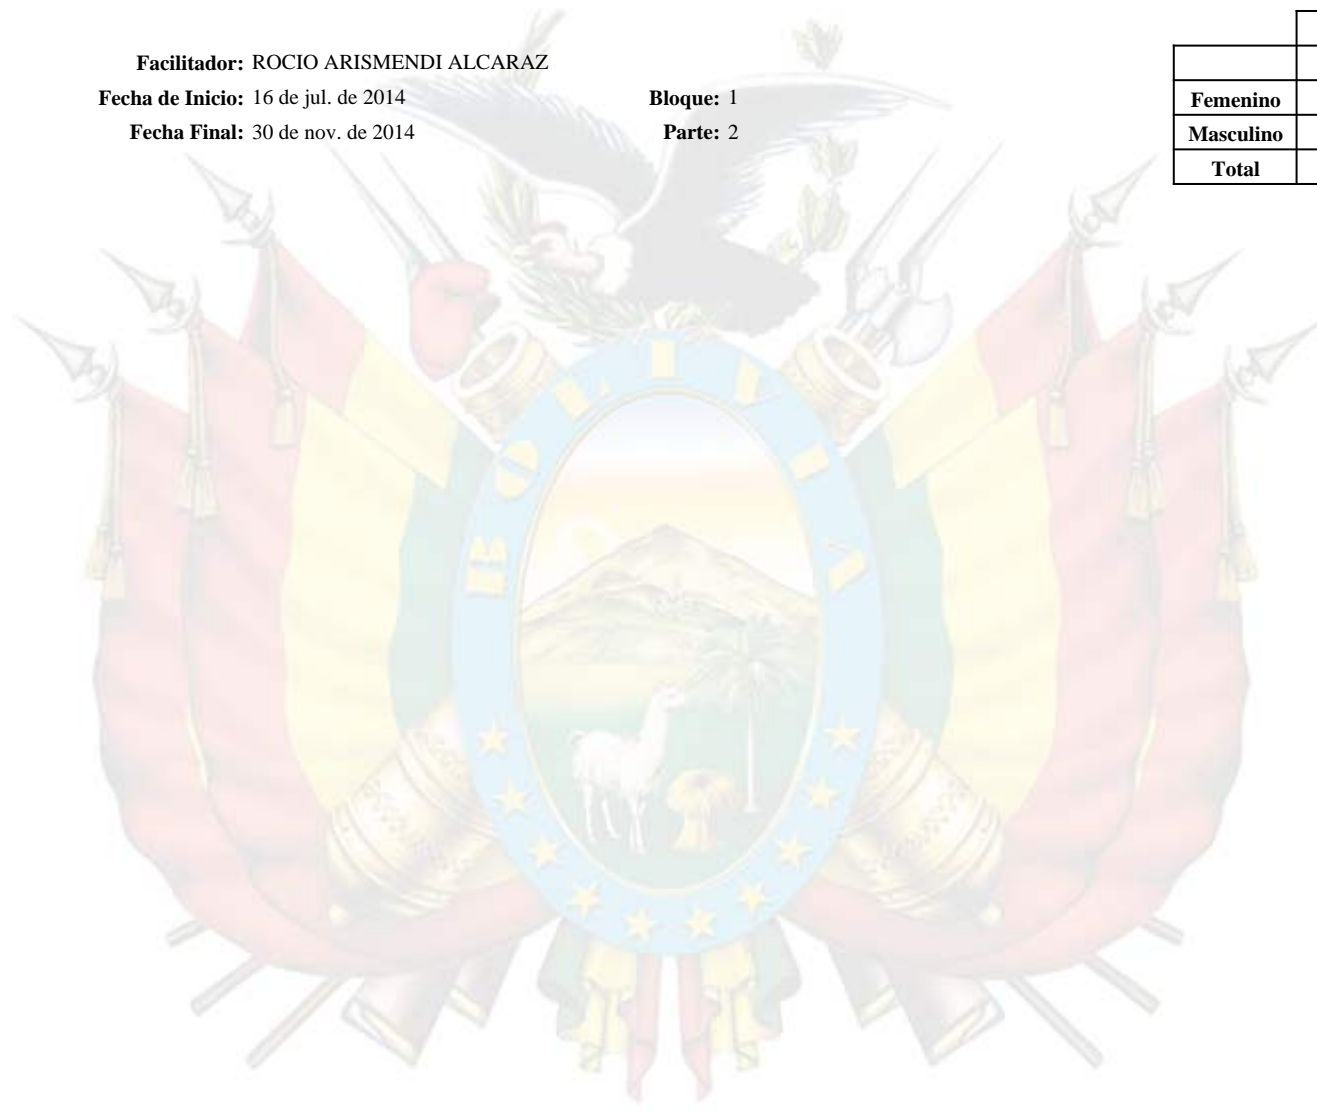 Facilitador: ROCIO ARISMENDI ALCARAZ
Fecha de Inicio: 16 de jul. de 2014 Bloque: 1
Fecha Final: 30 de nov. de 2014 Parte: 2
Femenino
Masculino
Total
BOLIVIA